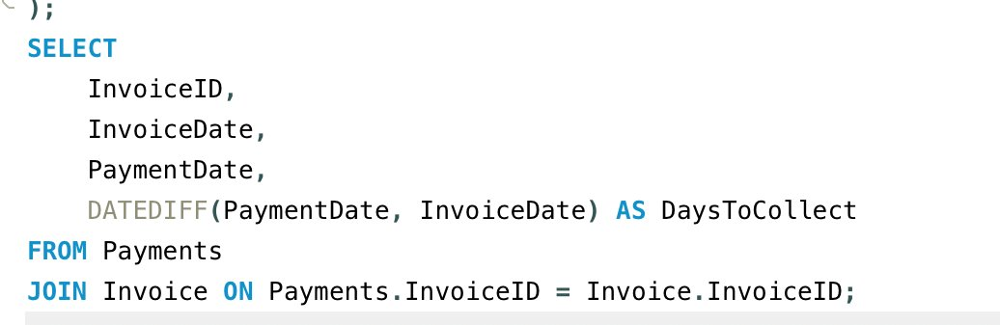 );
SELECT
    InvoiceID,
    InvoiceDate,
    PaymentDate,
    DATEDIFF(PaymentDate, InvoiceDate) AS DaysToCollect
FROM Payments
JOIN Invoice ON Payments.InvoiceID = Invoice.InvoiceID;